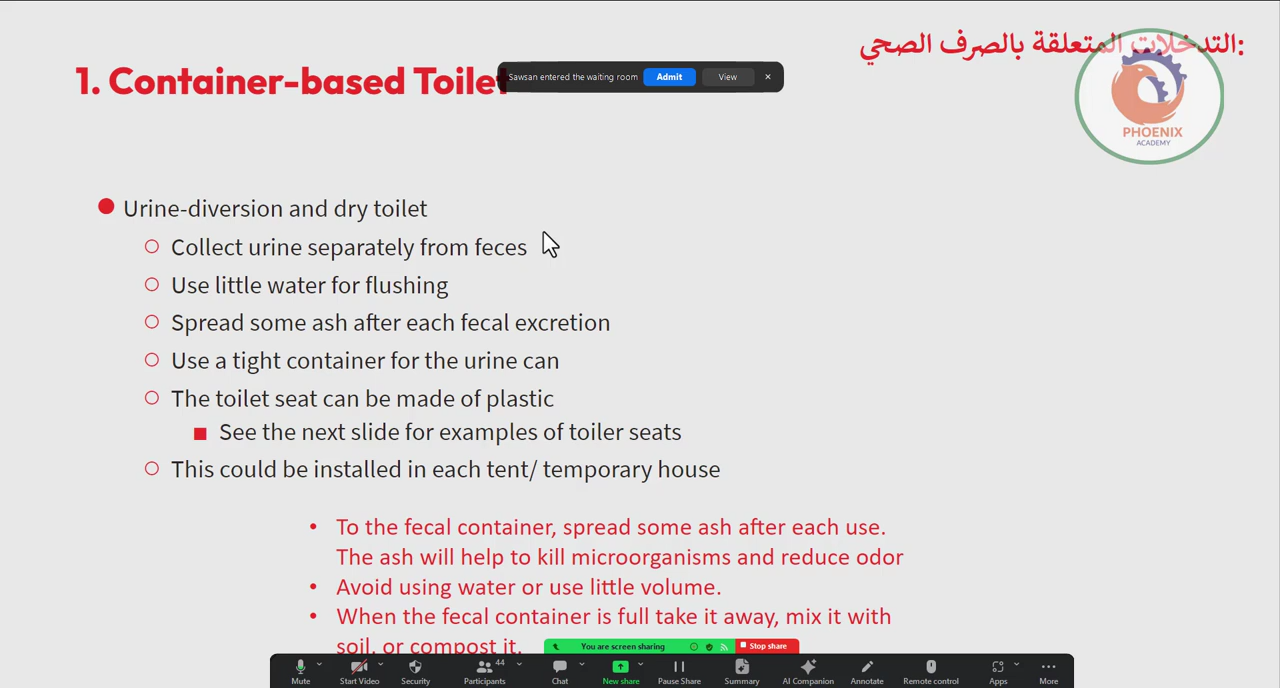 التدخلات المتعلقة بالصرف الصحي:
1. Container-based Toilet
Sawsan entered the waiting room
Admit
View
PHOENIX
ACADEMY
Urine-diversion and dry toilet
Collect urine separately from feces
Use little water for flushing
Spread some ash after each fecal excretion
Use a tight container for the urine can
The toilet seat can be made of plastic
See the next slide for examples of toiler seats
This could be installed in each tent/ temporary house
• To the fecal container, spread some ash after each use.
The ash will help to kill microorganisms and reduce odor
• Avoid using water or use little volume.
• When the fecal container is full take it away, mix it with
soil, or compost it.
You are screen sharing
Stop share
Mute
Start Video
Security
Participants
44
Chat
New share
Pause Share
Summary
AI Companion
Annotate
Remote control
Apps
More